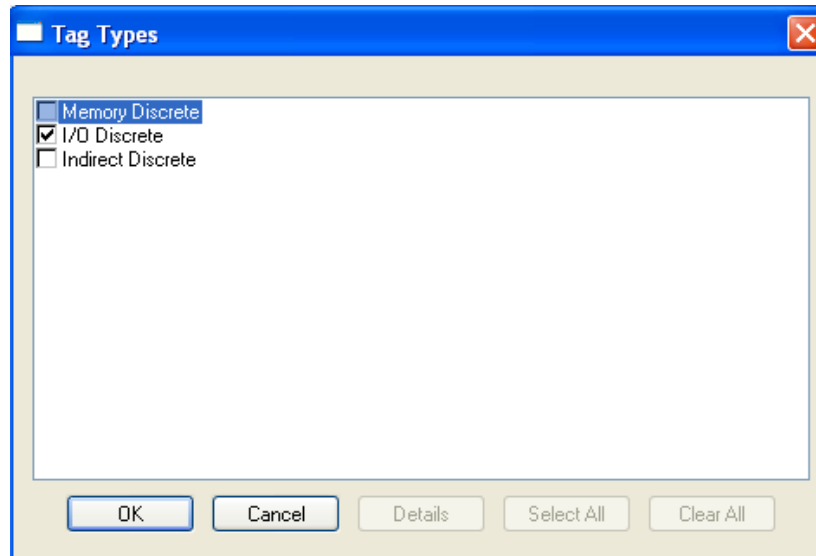 Tag Types
Memory Discrete
I/O Discrete
Indirect Discrete
OK Cancel Details Select All Clear All